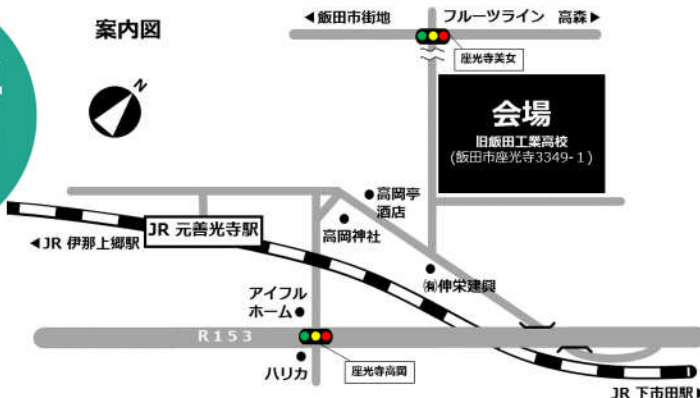 案内図
◀飯田市街地
フルーツライン 高森▶
座光寺美女
N
会場
旧飯田工業高校
(飯田市座光寺3349-1)
高岡亭
酒店
JR 元善光寺駅
高岡神社
◀JR 伊那上郷駅
㈲伸栄建興
アイフル
ホーム
R153
ハリカ
座光寺高岡
JR 下市田駅▶